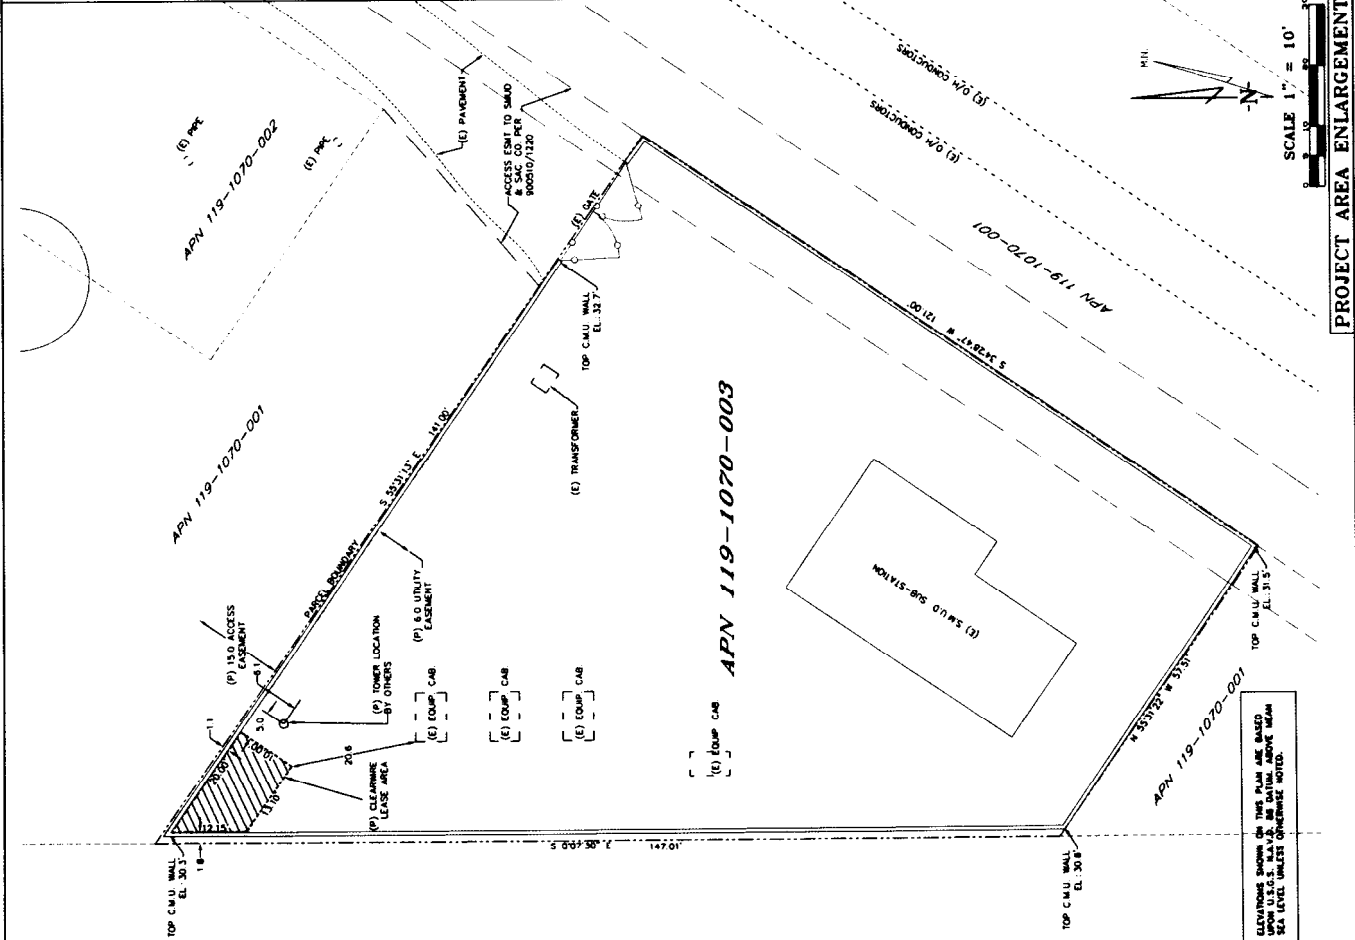 (E) PIPE
APN 119-1070-002
(E) PIPE
(E) PAVEMENT
ACCESS ESMT TO SMUD
& SAC. CO. PER
900510/1220
(E) O/H CONDUCTORS
(E) O/H CONDUCTORS
M.N.
-N-
SCALE 1" = 10'
PROJECT AREA ENLARGEMENT
(E) GATE
TOP C.M.U. WALL
EL.: 32.7'
APN 119-1070-001
APN 119-1070-001
S 55°31'13" E 141.00'
PARCEL BOUNDARY
(E) TRANSFORMER
S 34°28'47" W 121.00'
APN 119-1070-003
(P) 15.0 ACCESS
EASEMENT
(P) 6.0 UTILITY
EASEMENT
6.1
5.0
1.1
(P) TOWER LOCATION
BY OTHERS
20.00'
10.00'
13.10'
12.15'
20.6
(P) CLEARWIRE
LEASE AREA
(E) EQUIP. CAB.
(E) EQUIP. CAB.
(E) EQUIP. CAB.
(E) EQUIP. CAB.
(E) S.M.U.D. SUB-STATION
TOP C.M.U. WALL
EL.: 30.3'
1.8
S 0°07'30" E 147.01'
TOP C.M.U. WALL
EL.: 30.8'
N 55°31'22" W 57.51'
TOP C.M.U. WALL
EL.: 31.5'
APN 119-1070-001
ELEVATIONS SHOWN ON THIS PLAN ARE BASED
UPON U.S.G.S. N.A.V.D. 88 DATUM. ABOVE MEAN
SEA LEVEL UNLESS OTHERWISE NOTED.